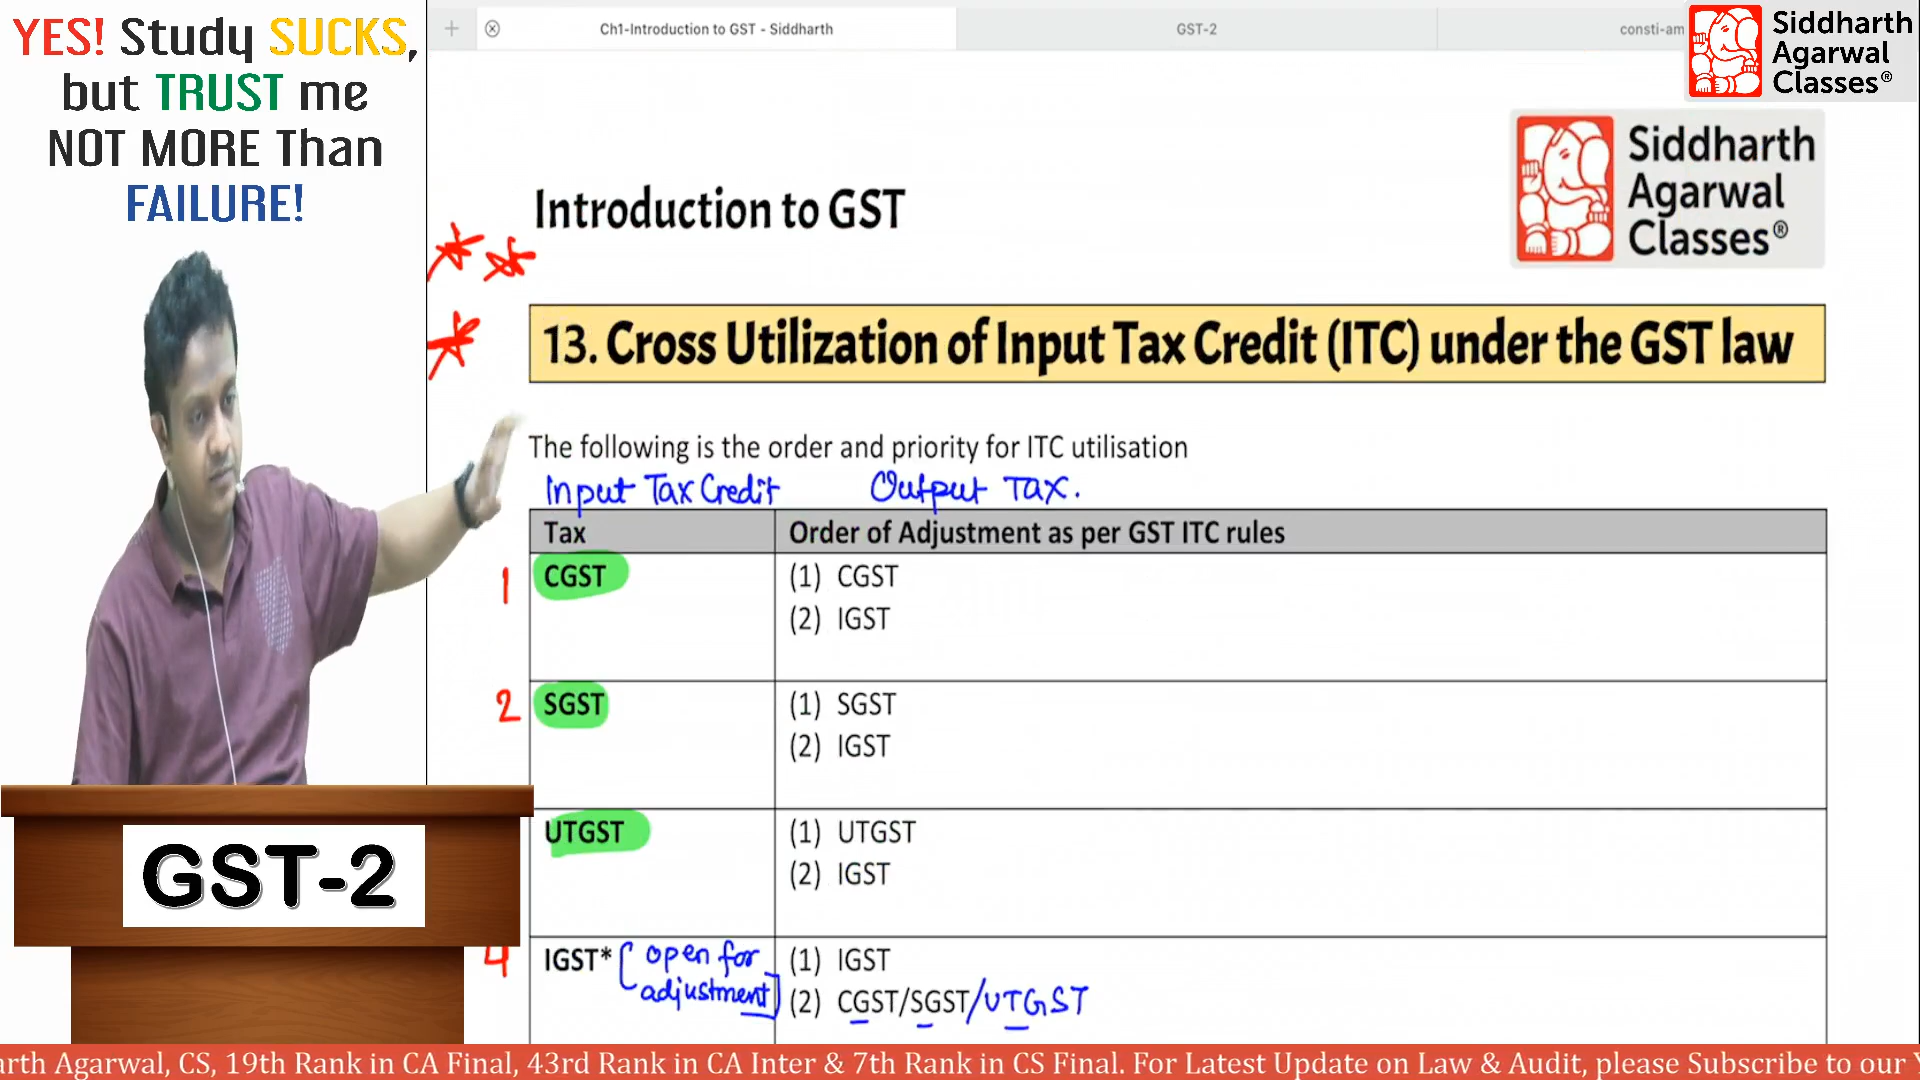 YES! Study SUCKS,
but TRUST me
NOT MORE Than
FAILURE!
Ch1-Introduction to GST - Siddharth
GST-2
consti-am
Siddharth
Agarwal
Classes®
Siddharth
Agarwal
Classes®
Introduction to GST
13. Cross Utilization of Input Tax Credit (ITC) under the GST law
The following is the order and priority for ITC utilisation
Input Tax Credit Output Tax.
Tax Order of Adjustment as per GST ITC rules
1 CGST (1) CGST
(2) IGST
2 SGST (1) SGST
(2) IGST
UTGST (1) UTGST
(2) IGST
4 IGST* [open for (1) IGST
adjustment] (2) CGST/SGST/UTGST
GST-2
arth Agarwal, CS, 19th Rank in CA Final, 43rd Rank in CA Inter & 7th Rank in CS Final. For Latest Update on Law & Audit, please Subscribe to our Y